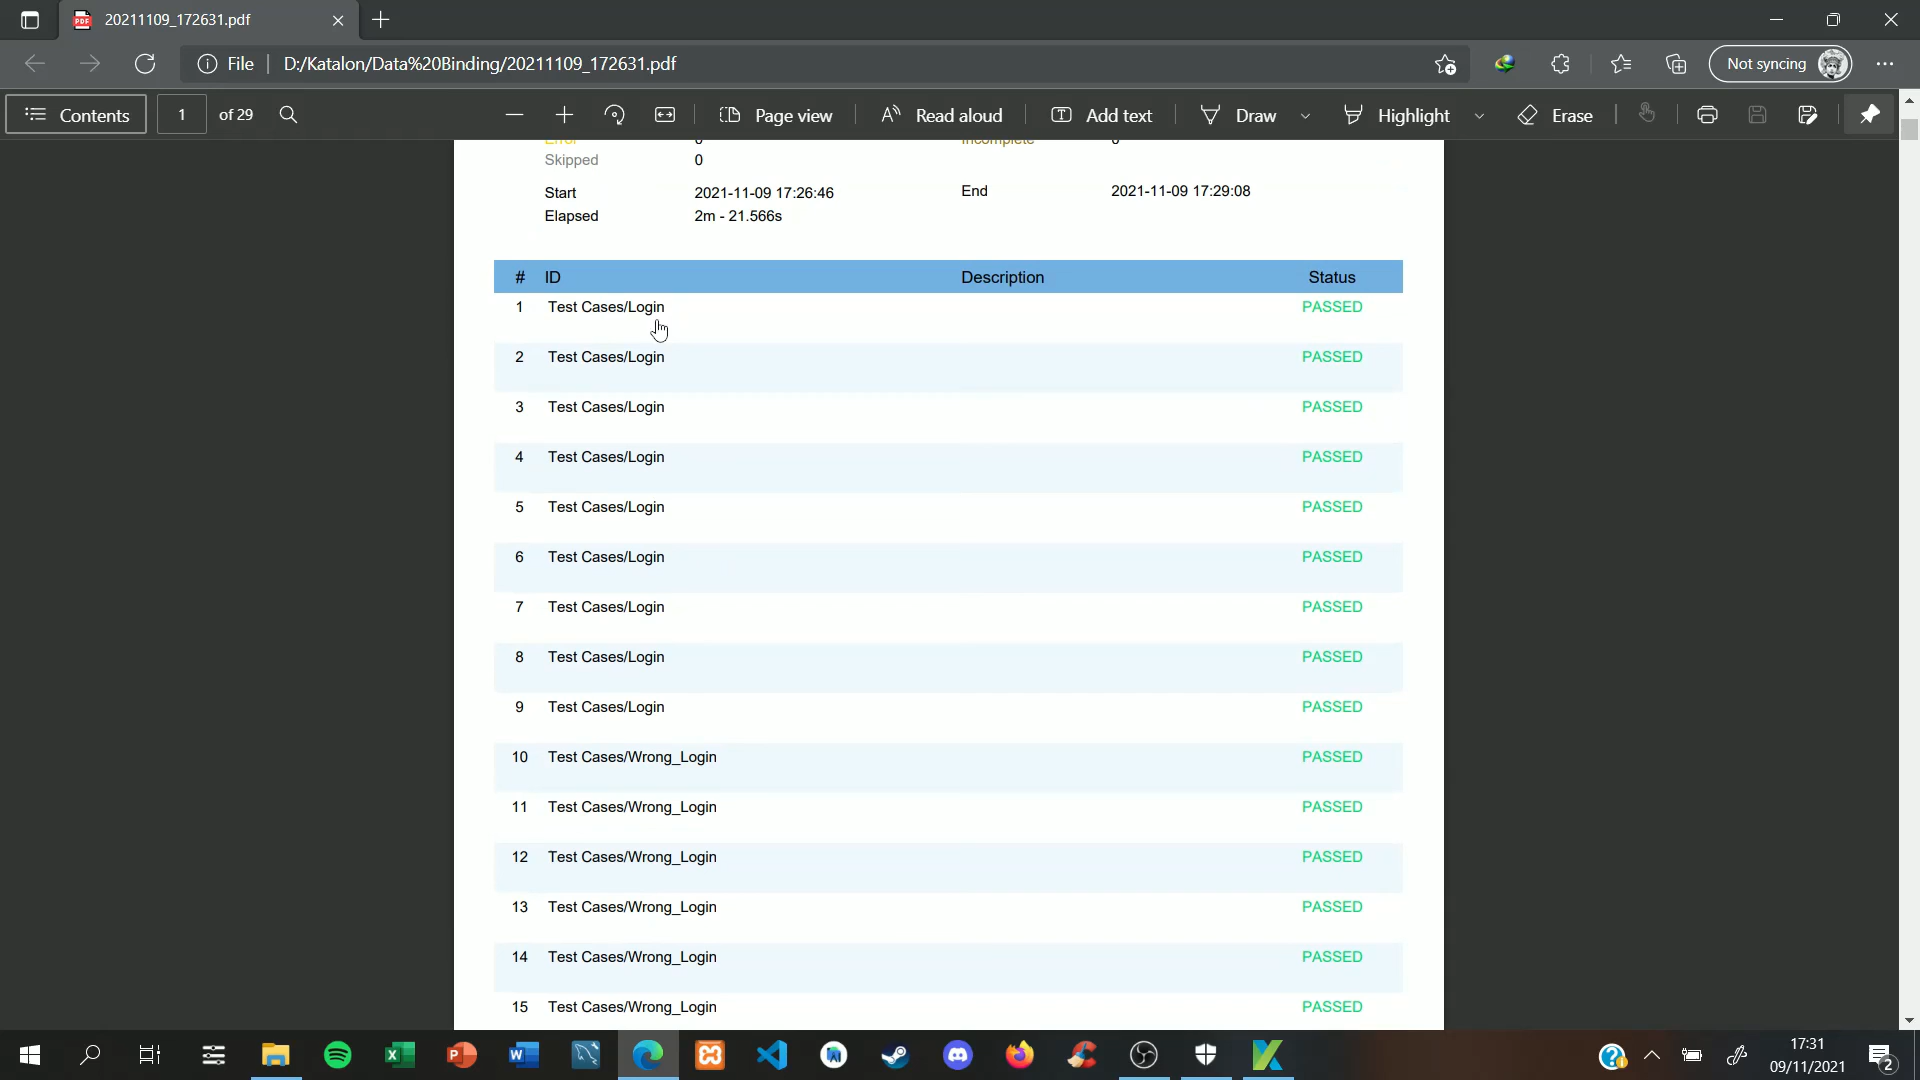 20211109_172631.pdf
File
D:/Katalon/Data%20Binding/20211109_172631.pdf
Not syncing
Contents
1
of 29
Page view
Read aloud
Add text
Draw
Highlight
Erase
Error 0 Incomplete 0
Skipped 0
Start 2021-11-09 17:26:46 End 2021-11-09 17:29:08
Elapsed 2m - 21.566s
# ID Description Status
1 Test Cases/Login PASSED
2 Test Cases/Login PASSED
3 Test Cases/Login PASSED
4 Test Cases/Login PASSED
5 Test Cases/Login PASSED
6 Test Cases/Login PASSED
7 Test Cases/Login PASSED
8 Test Cases/Login PASSED
9 Test Cases/Login PASSED
10 Test Cases/Wrong_Login PASSED
11 Test Cases/Wrong_Login PASSED
12 Test Cases/Wrong_Login PASSED
13 Test Cases/Wrong_Login PASSED
14 Test Cases/Wrong_Login PASSED
15 Test Cases/Wrong_Login PASSED
17:31
09/11/2021
2